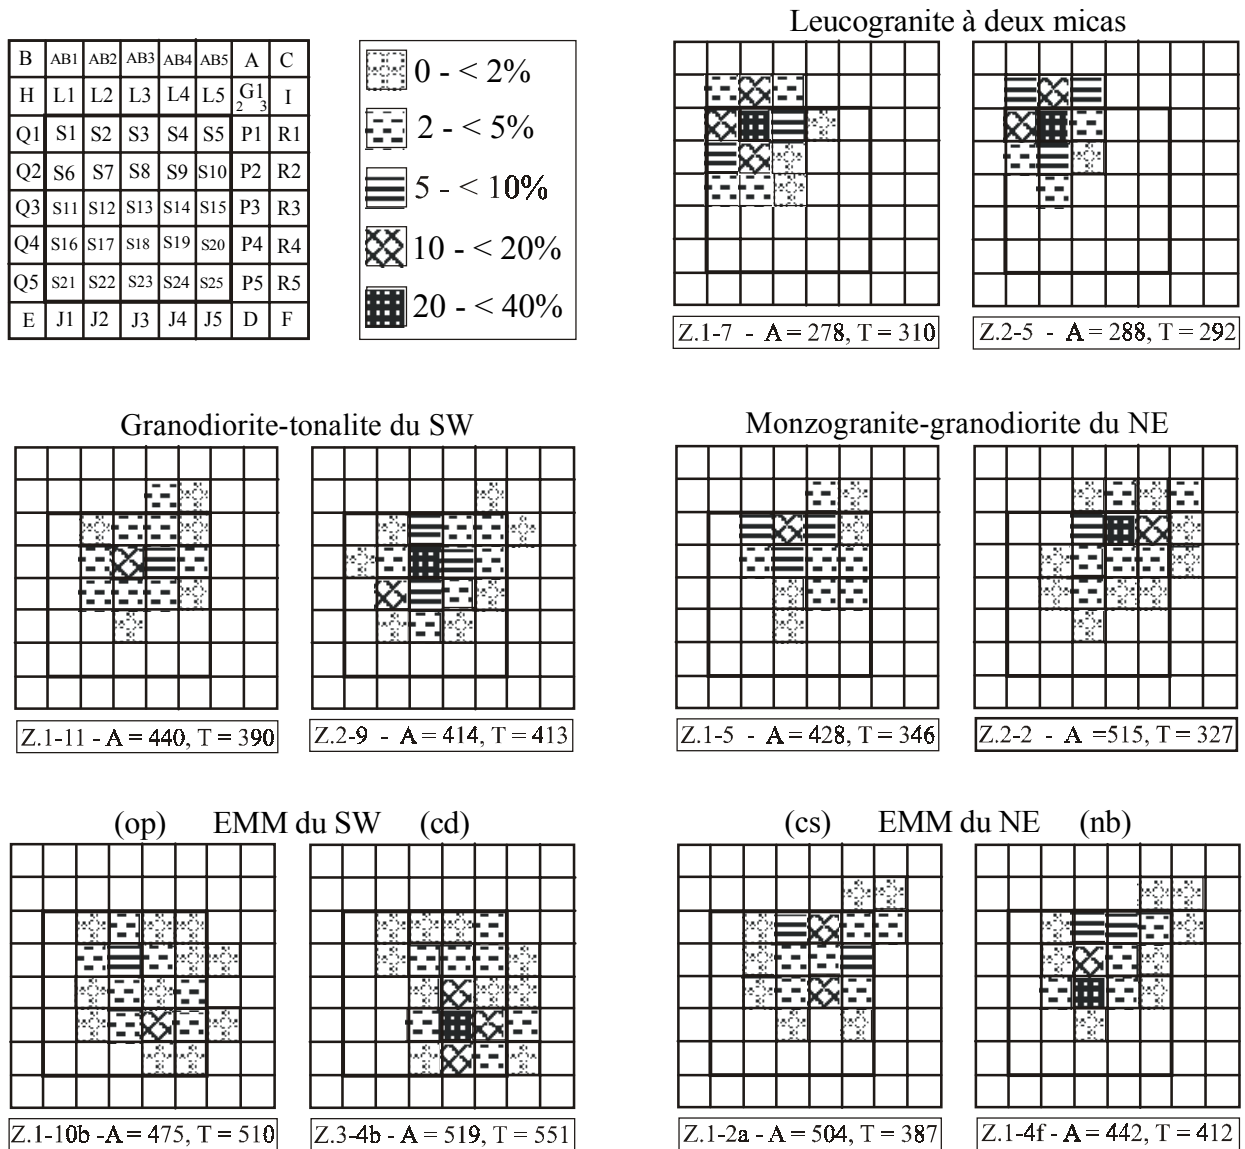 B AB1 AB2 AB3 AB4 AB5 A C
H L1 L2 L3 L4 L5 G1 I
2 3
Q1 S1 S2 S3 S4 S5 P1 R1
Q2 S6 S7 S8 S9 S10 P2 R2
Q3 S11 S12 S13 S14 S15 P3 R3
Q4 S16 S17 S18 S19 S20 P4 R4
Q5 S21 S22 S23 S24 S25 P5 R5
E J1 J2 J3 J4 J5 D F
0 - < 2%
2 - < 5%
5 - < 10%
10 - < 20%
20 - < 40%
Leucogranite à deux micas
Z.1-7 - A = 278, T = 310
Z.2-5 - A = 288, T = 292
Granodiorite-tonalite du SW
Z.1-11 - A = 440, T = 390
Z.2-9 - A = 414, T = 413
Monzogranite-granodiorite du NE
Z.1-5 - A = 428, T = 346
Z.2-2 - A =515, T = 327
(op) EMM du SW (cd)
Z.1-10b -A = 475, T = 510
Z.3-4b - A = 519, T = 551
(cs) EMM du NE (nb)
Z.1-2a - A = 504, T = 387
Z.1-4f - A = 442, T = 412